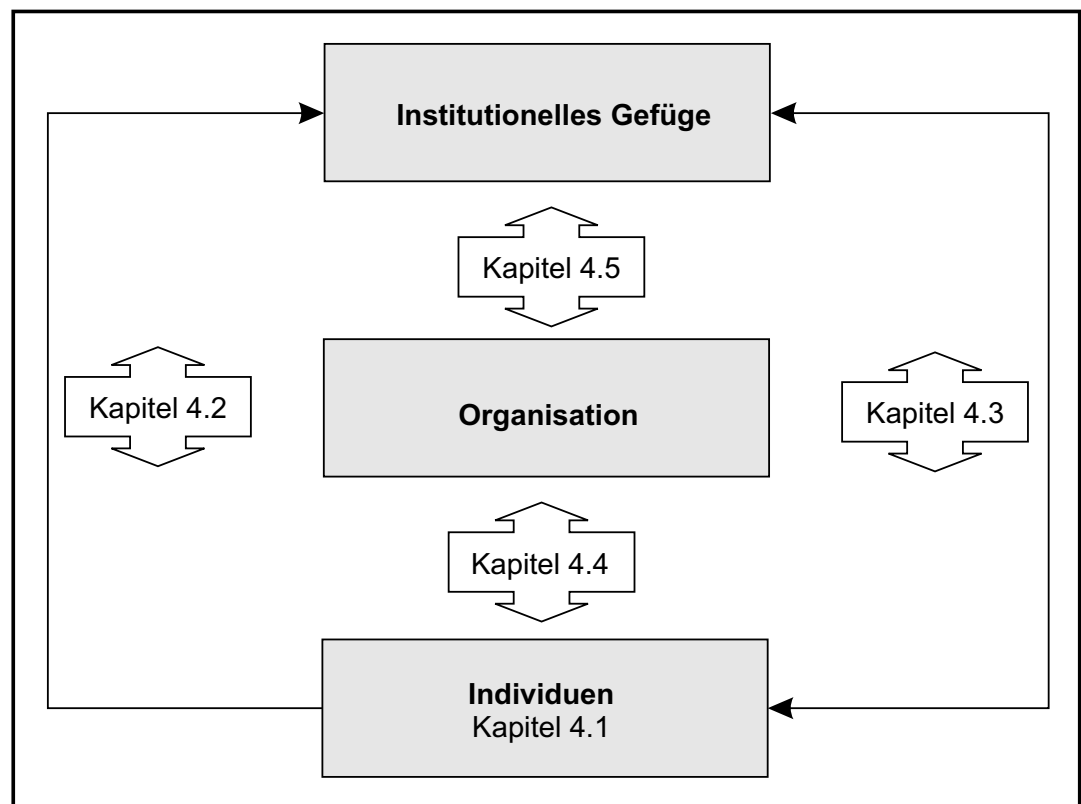 Institutionelles Gefüge
Kapitel 4.5
Organisation
Kapitel 4.2
Kapitel 4.3
Kapitel 4.4
Individuen
Kapitel 4.1